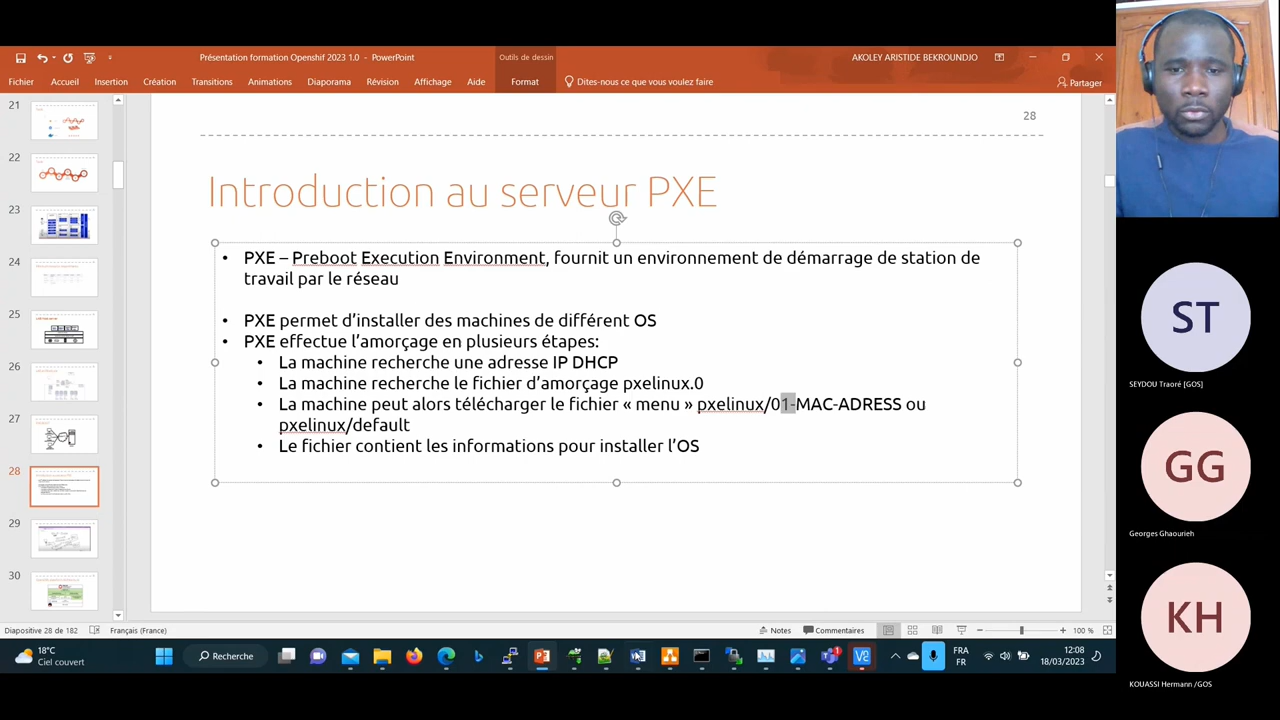 Présentation formation Openshif 2023 1.0 - PowerPoint
Outils de dessin
AKOLEY ARISTIDE BEKROUNDJO
Fichier Accueil Insertion Création Transitions Animations Diaporama Révision Affichage Aide Format Dites-nous ce que vous voulez faire
Partager
21
22
23
24
25
26
27
28
29
30
28
Introduction au serveur PXE
• PXE – Preboot Execution Environment, fournit un environnement de démarrage de station de
travail par le réseau
• PXE permet d’installer des machines de différent OS
• PXE effectue l’amorçage en plusieurs étapes:
• La machine recherche une adresse IP DHCP
• La machine recherche le fichier d’amorçage pxelinux.0
• La machine peut alors télécharger le fichier « menu » pxelinux/01-MAC-ADRESS ou
pxelinux/default
• Le fichier contient les informations pour installer l’OS
ST
SEYDOU Traoré [GOS]
GG
Georges Ghaourieh
KH
KOUASSI Hermann /GOS
Diapositive 28 de 182 Français (France) Notes Commentaires 100 %
18°C
Ciel couvert
Recherche
FRA
FR
12:08
18/03/2023